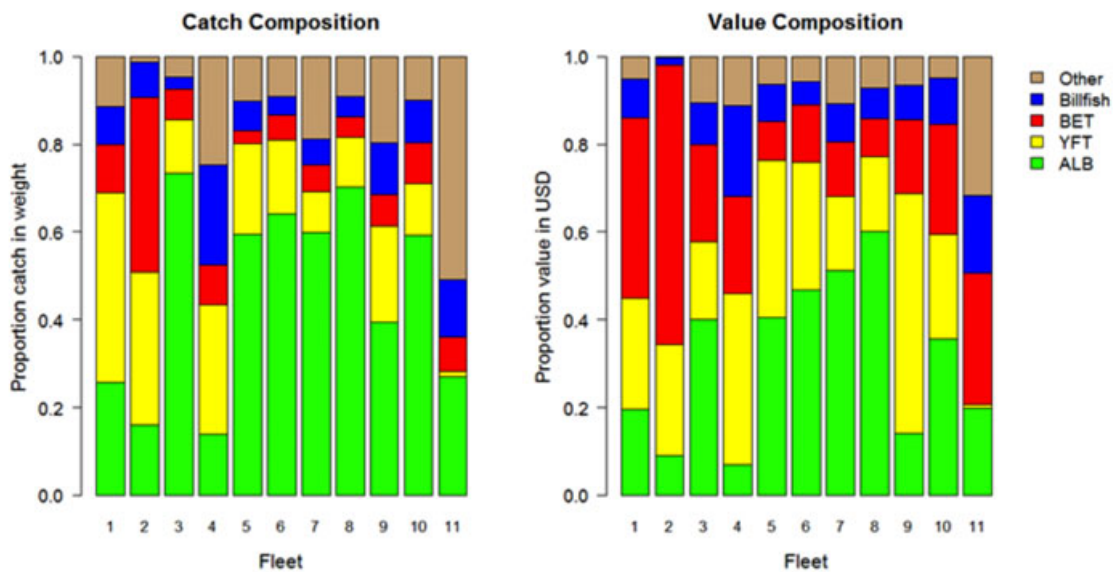 Catch Composition
Proportion catch in weight
1.0
0.8
0.6
0.4
0.2
0.0
1 2 3 4 5 6 7 8 9 10 11
Fleet
Value Composition
Proportion value in USD
1.0
0.8
0.6
0.4
0.2
0.0
1 2 3 4 5 6 7 8 9 10 11
Fleet
Other
Billfish
BET
YFT
ALB